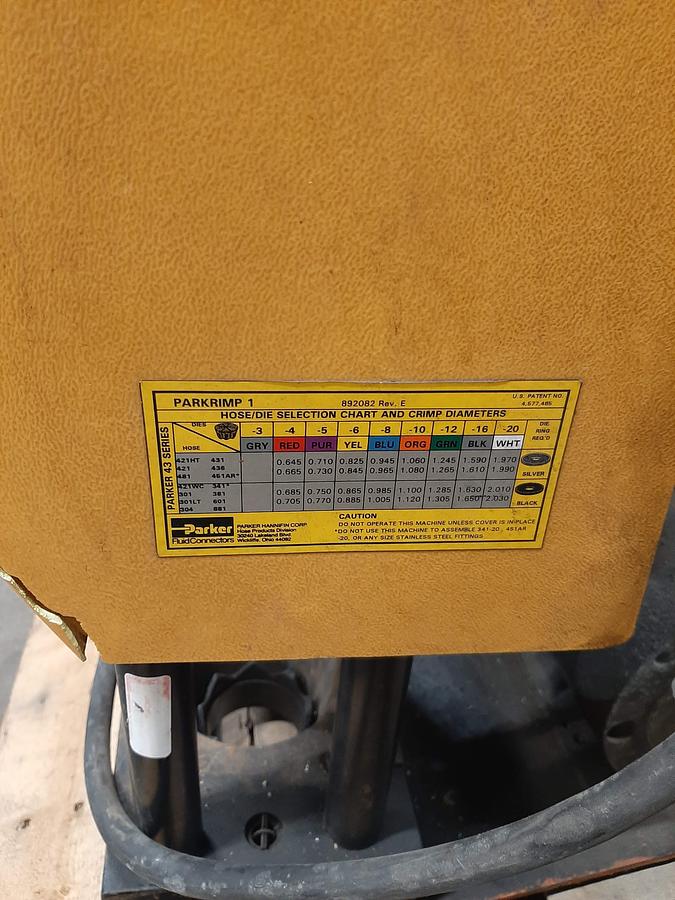 PARKRIMP 1 892082 Rev. E U.S. PATENT NO. 4,577,485
HOSE/DIE SELECTION CHART AND CRIMP DIAMETERS
PARKER 43 SERIES
DIES -3 -4 -5 -6 -8 -10 -12 -16 -20 DIE RING REQ'D
HOSE GRY RED PUR YEL BLU ORG GRN BLK WHT
421HT 431 0.645 0.710 0.825 0.945 1.060 1.245 1.590 1.970
421 436 0.665 0.730 0.845 0.965 1.080 1.265 1.610 1.990
481 451AR* SILVER
421WC 341*
301 381 0.685 0.750 0.865 0.985 1.100 1.285 1.630 2.010
301LT 601 0.705 0.770 0.885 1.005 1.120 1.305 1.650 2.030
304 881 BLACK
Parker
FluidConnectors
PARKER HANNIFIN CORP.
Hose Products Division
30240 Lakeland Blvd.
Wickliffe, Ohio 44092
CAUTION
DO NOT OPERATE THIS MACHINE UNLESS COVER IS IN PLACE
*DO NOT USE THIS MACHINE TO ASSEMBLE 341-20, 451AR
-20, OR ANY SIZE STAINLESS STEEL FITTINGS